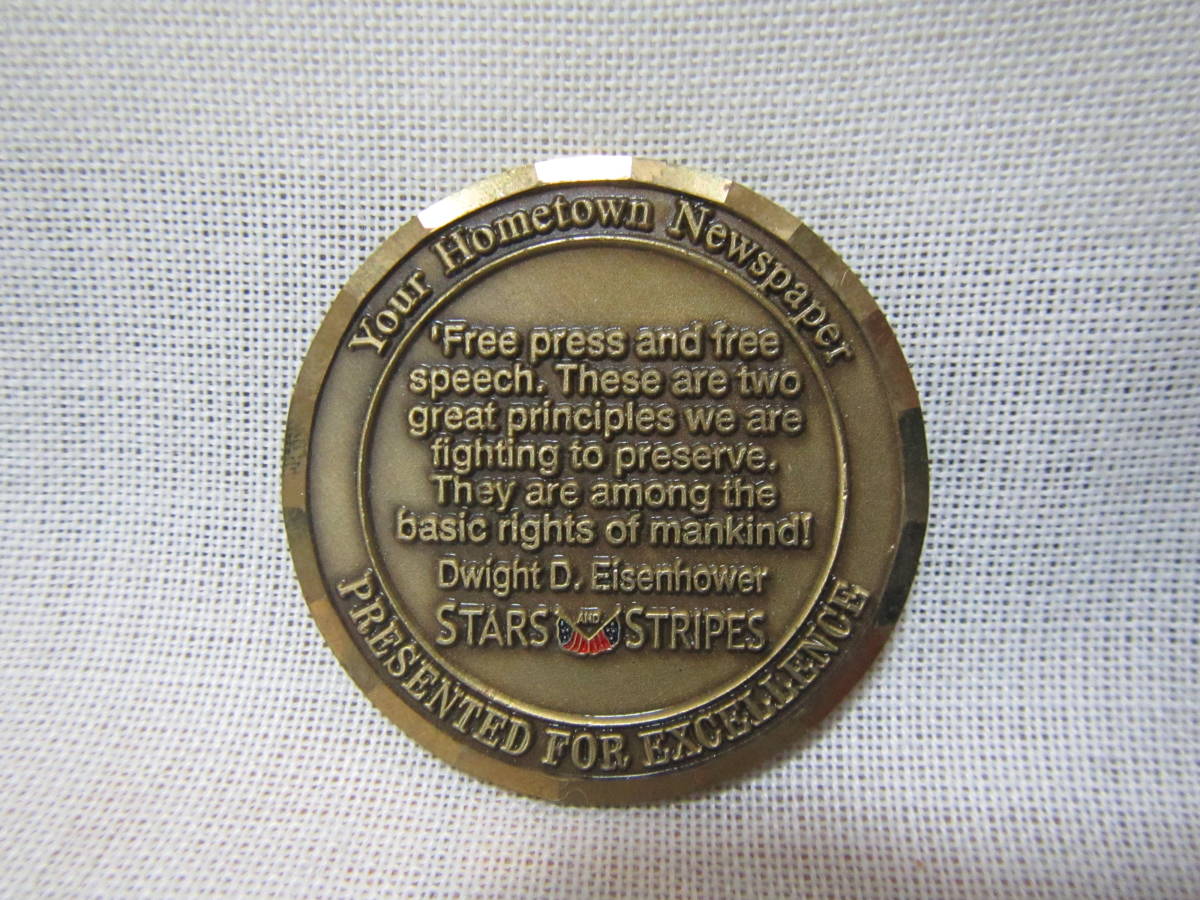 Your Hometown Newspaper
'Free press and free
speech. These are two
great principles we are
fighting to preserve.
They are among the
basic rights of mankind!
Dwight D. Eisenhower
STARS AND STRIPES
PRESENTED FOR EXCELLENCE